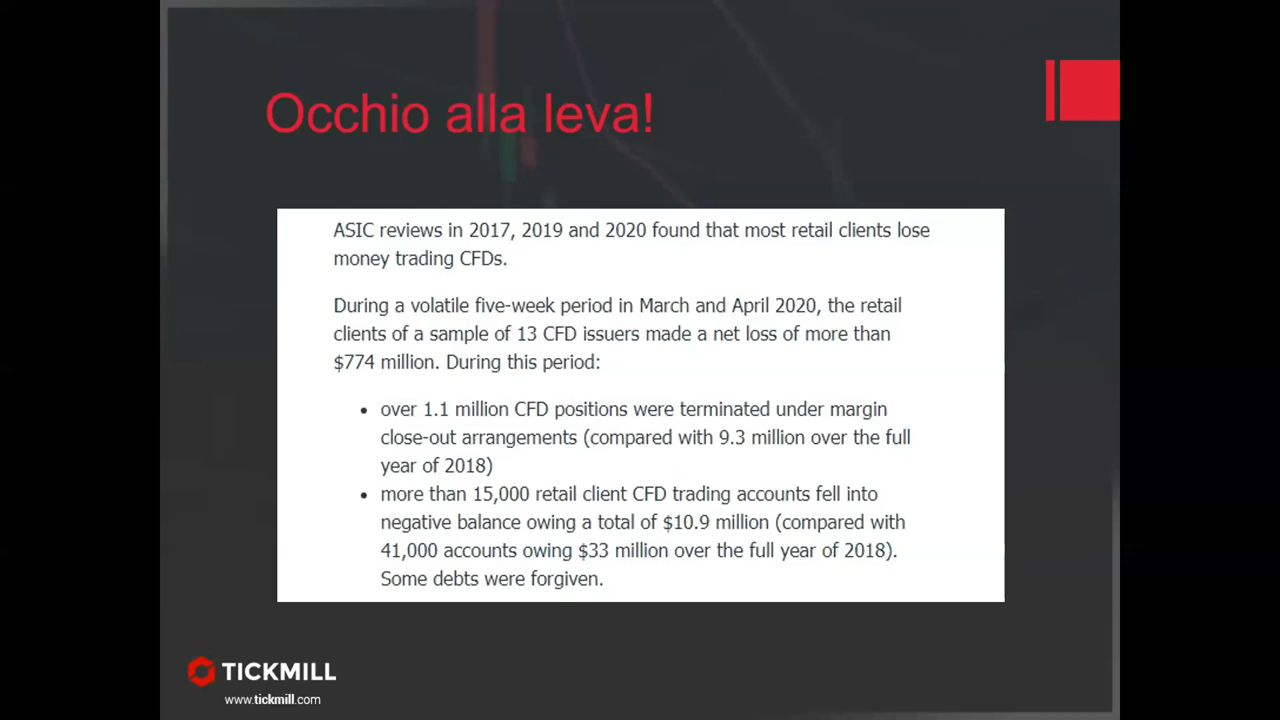 Occhio alla leva!
ASIC reviews in 2017, 2019 and 2020 found that most retail clients lose
money trading CFDs.
During a volatile five-week period in March and April 2020, the retail
clients of a sample of 13 CFD issuers made a net loss of more than
$774 million. During this period:
• over 1.1 million CFD positions were terminated under margin
close-out arrangements (compared with 9.3 million over the full
year of 2018)
• more than 15,000 retail client CFD trading accounts fell into
negative balance owing a total of $10.9 million (compared with
41,000 accounts owing $33 million over the full year of 2018).
Some debts were forgiven.
TICKMILL
www.tickmill.com